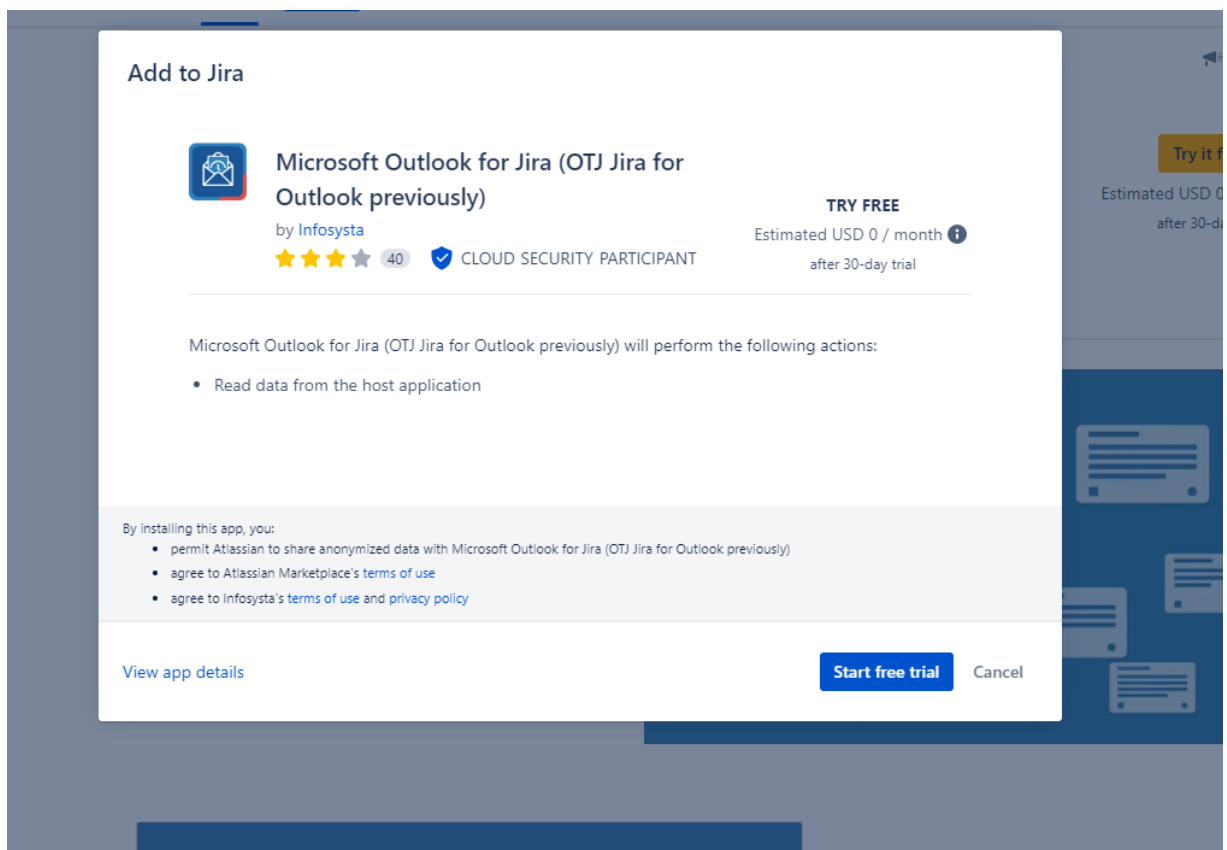 Add to Jira
Microsoft Outlook for Jira (OTJ Jira for
Outlook previously)
by Infosysta
40
CLOUD SECURITY PARTICIPANT
TRY FREE
Estimated USD 0 / month
after 30-day trial
Microsoft Outlook for Jira (OTJ Jira for Outlook previously) will perform the following actions:
• Read data from the host application
By installing this app, you:
• permit Atlassian to share anonymized data with Microsoft Outlook for Jira (OTJ Jira for Outlook previously)
• agree to Atlassian Marketplace's terms of use
• agree to Infosysta's terms of use and privacy policy
View app details
Start free trial
Cancel
Try it
Estimated USD 0
after 30-